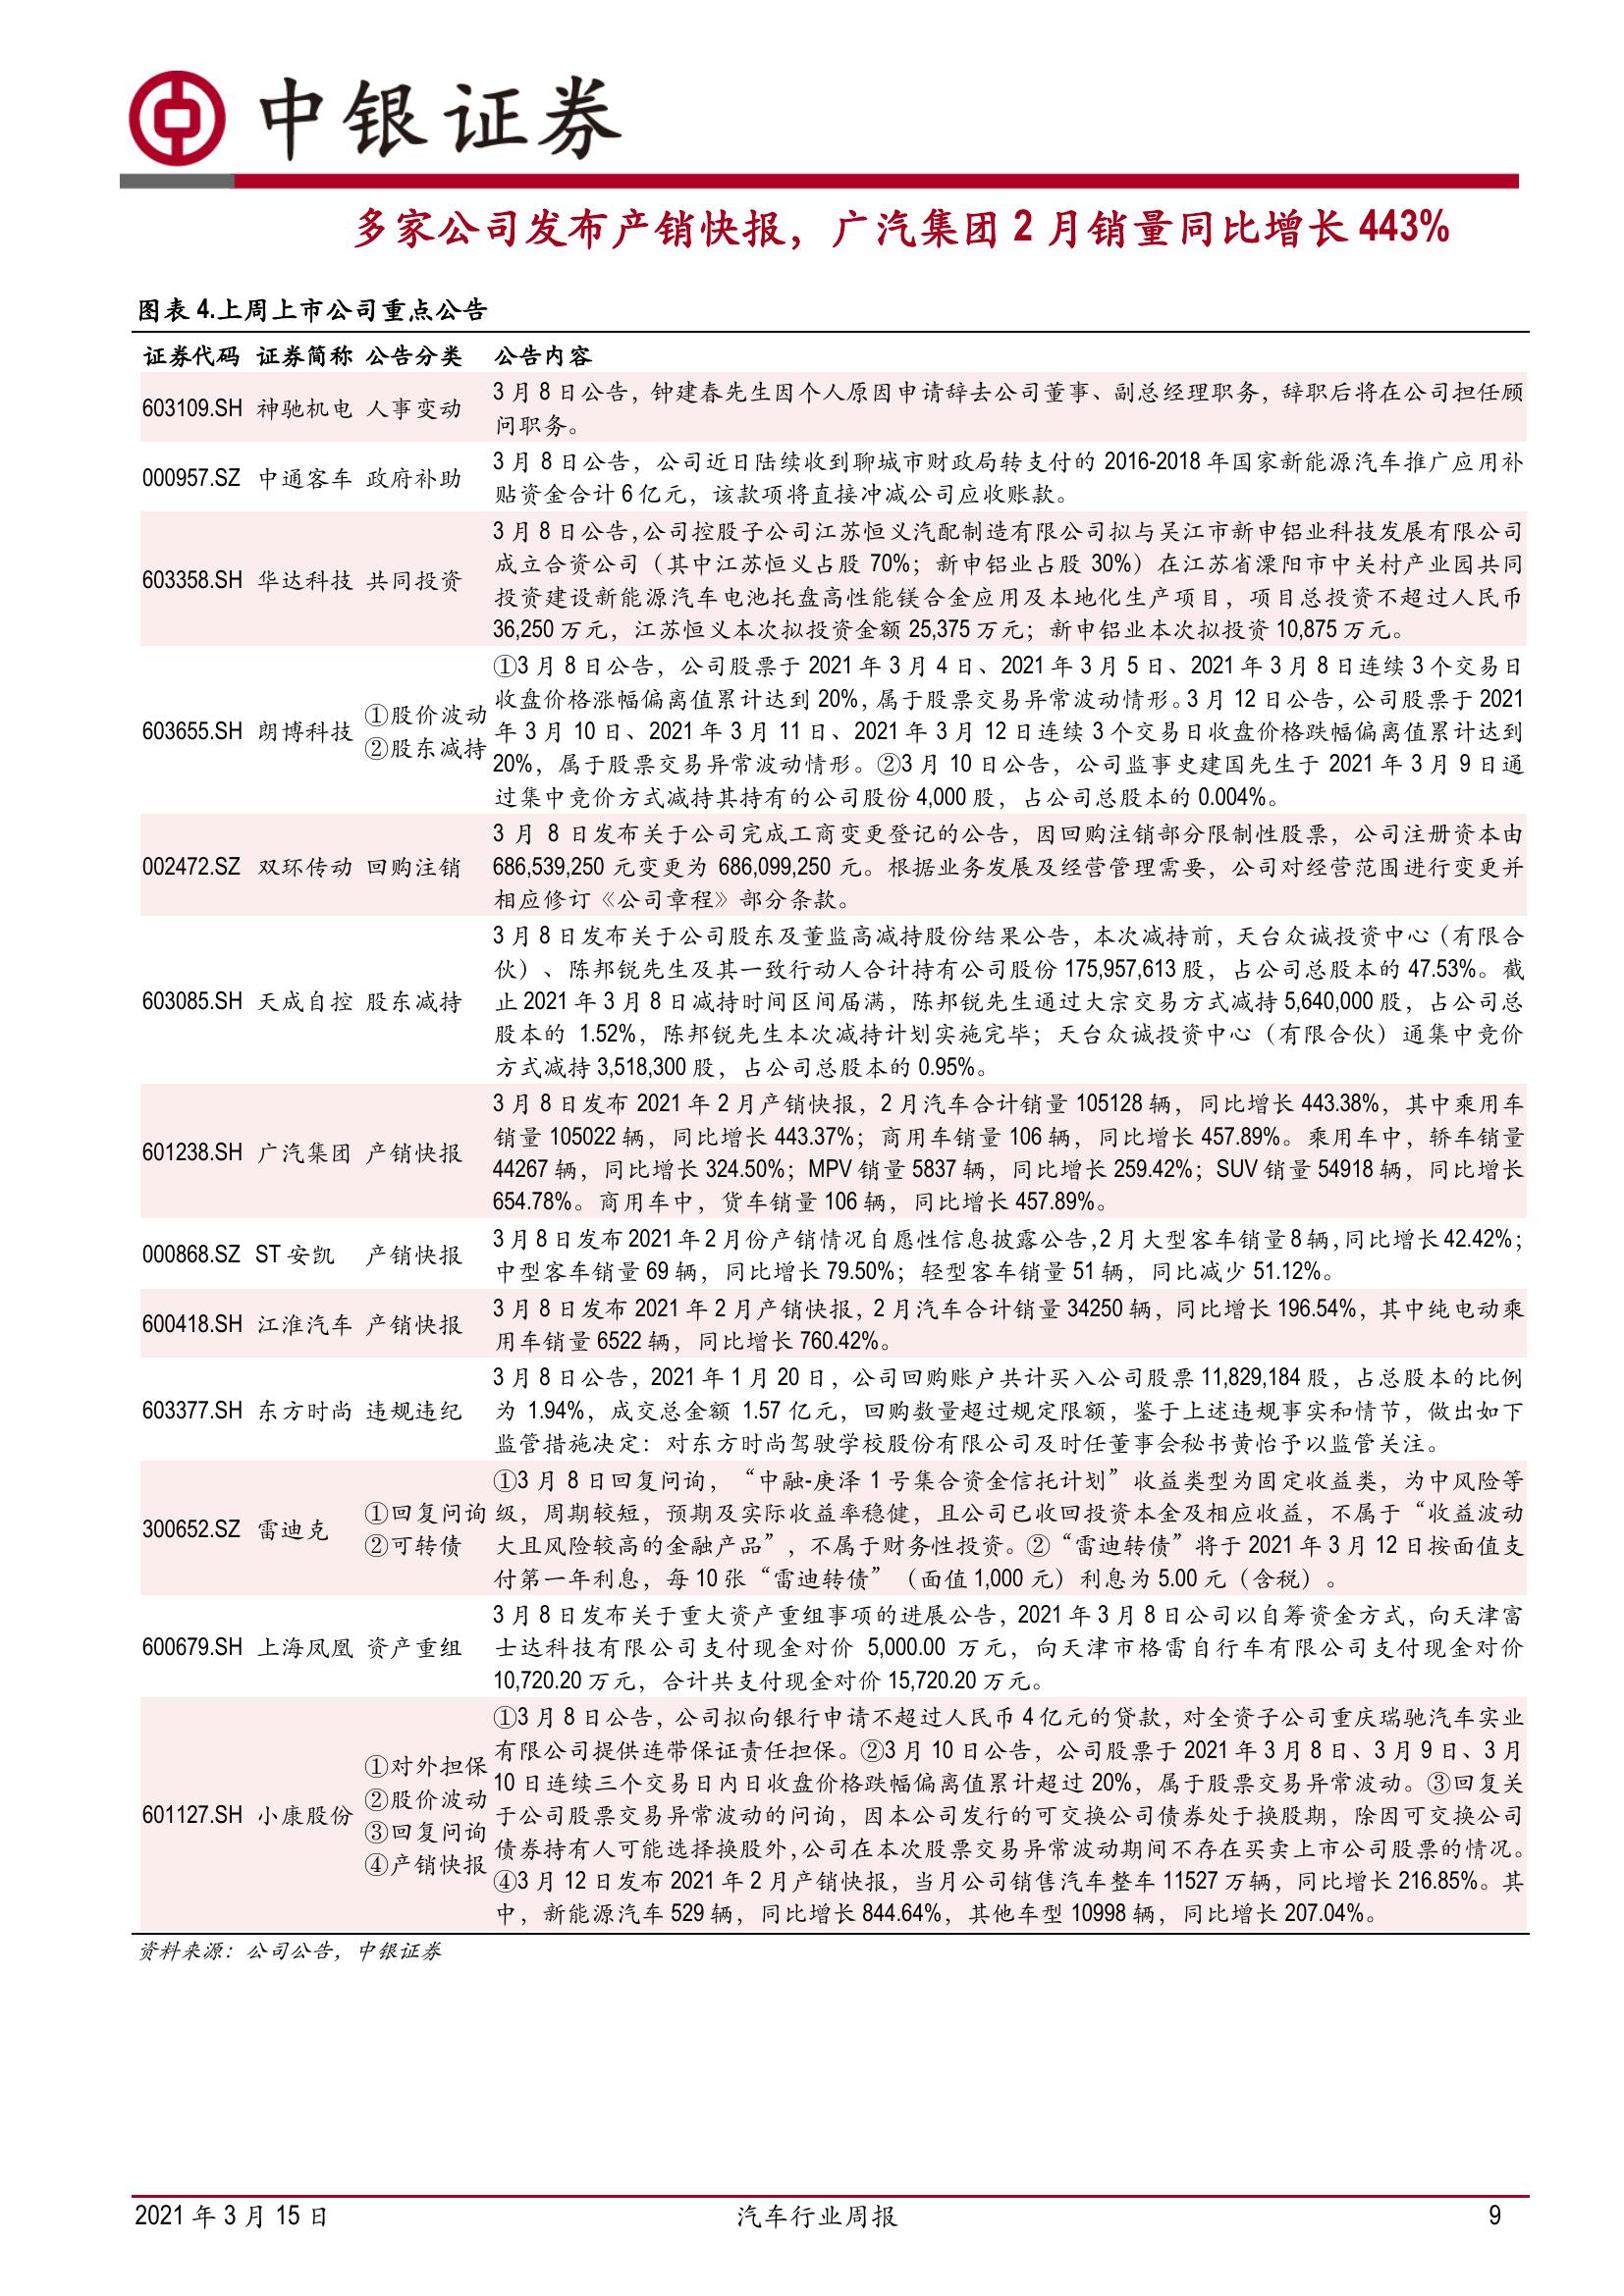 中银证券
多家公司发布产销快报，广汽集团 2 月销量同比增长 443%
图表 4.上周上市公司重点公告
证券代码 证券简称 公告分类 公告内容
603109.SH 神驰机电 人事变动
3 月 8 日公告，钟建春先生因个人原因申请辞去公司董事、副总经理职务，辞职后将在公司担任顾
问职务。
000957.SZ 中通客车 政府补助
3 月 8 日公告，公司近日陆续收到聊城市财政局转支付的 2016-2018 年国家新能源汽车推广应用补
贴资金合计 6 亿元，该款项将直接冲减公司应收账款。
603358.SH 华达科技 共同投资
3 月 8 日公告,公司控股子公司江苏恒义汽配制造有限公司拟与吴江市新申铝业科技发展有限公司
成立合资公司（其中江苏恒义占股 70%；新申铝业占股 30%）在江苏省溧阳市中关村产业园共同
投资建设新能源汽车电池托盘高性能镁合金应用及本地化生产项目，项目总投资不超过人民币
36,250 万元，江苏恒义本次拟投资金额 25,375 万元；新申铝业本次拟投资 10,875 万元。
603655.SH 朗博科技
①股价波动
②股东减持
①3 月 8 日公告，公司股票于 2021 年 3 月 4 日、2021 年 3 月 5 日、2021 年 3 月 8 日连续 3 个交易日
收盘价格涨幅偏离值累计达到 20%，属于股票交易异常波动情形。3 月 12 日公告，公司股票于 2021
年 3 月 10 日、2021 年 3 月 11 日、2021 年 3 月 12 日连续 3 个交易日收盘价格跌幅偏离值累计达到
20%，属于股票交易异常波动情形。②3 月 10 日公告，公司监事史建国先生于 2021 年 3 月 9 日通
过集中竞价方式减持其持有的公司股份 4,000 股，占公司总股本的 0.004%。
002472.SZ 双环传动 回购注销
3 月 8 日发布关于公司完成工商变更登记的公告，因回购注销部分限制性股票，公司注册资本由
686,539,250 元变更为 686,099,250 元。根据业务发展及经营管理需要，公司对经营范围进行变更并
相应修订《公司章程》部分条款。
603085.SH 天成自控 股东减持
3 月 8 日发布关于公司股东及董监高减持股份结果公告，本次减持前，天台众诚投资中心（有限合
伙）、陈邦锐先生及其一致行动人合计持有公司股份 175,957,613 股，占公司总股本的 47.53%。截
止 2021 年 3 月 8 日减持时间区间届满，陈邦锐先生通过大宗交易方式减持 5,640,000 股，占公司总
股本的 1.52%，陈邦锐先生本次减持计划实施完毕；天台众诚投资中心（有限合伙）通集中竞价
方式减持 3,518,300 股，占公司总股本的 0.95%。
601238.SH 广汽集团 产销快报
3 月 8 日发布 2021 年 2 月产销快报，2 月汽车合计销量 105128 辆，同比增长 443.38%，其中乘用车
销量 105022 辆，同比增长 443.37%；商用车销量 106 辆，同比增长 457.89%。乘用车中，轿车销量
44267 辆，同比增长 324.50%；MPV 销量 5837 辆，同比增长 259.42%；SUV 销量 54918 辆，同比增长
654.78%。商用车中，货车销量 106 辆，同比增长 457.89%。
000868.SZ ST 安凯 产销快报
3 月 8 日发布 2021 年 2 月份产销情况自愿性信息披露公告,2 月大型客车销量 8 辆,同比增长 42.42%；
中型客车销量 69 辆，同比增长 79.50%；轻型客车销量 51 辆，同比减少 51.12%。
600418.SH 江淮汽车 产销快报
3 月 8 日发布 2021 年 2 月产销快报，2 月汽车合计销量 34250 辆，同比增长 196.54%，其中纯电动乘
用车销量 6522 辆，同比增长 760.42%。
603377.SH 东方时尚 违规违纪
3 月 8 日公告，2021 年 1 月 20 日，公司回购账户共计买入公司股票 11,829,184 股，占总股本的比例
为 1.94%，成交总金额 1.57 亿元，回购数量超过规定限额，鉴于上述违规事实和情节，做出如下
监管措施决定：对东方时尚驾驶学校股份有限公司及时任董事会秘书黄怡予以监管关注。
300652.SZ 雷迪克
①回复问询
②可转债
①3 月 8 日回复问询，“中融-庚泽 1 号集合资金信托计划”收益类型为固定收益类，为中风险等
级，周期较短，预期及实际收益率稳健，且公司已收回投资本金及相应收益，不属于“收益波动
大且风险较高的金融产品”，不属于财务性投资。②“雷迪转债”将于 2021 年 3 月 12 日按面值支
付第一年利息，每 10 张“雷迪转债”（面值 1,000 元）利息为 5.00 元（含税）。
600679.SH 上海凤凰 资产重组
3 月 8 日发布关于重大资产重组事项的进展公告，2021 年 3 月 8 日公司以自筹资金方式，向天津富
士达科技有限公司支付现金对价 5,000.00 万元，向天津市格雷自行车有限公司支付现金对价
10,720.20 万元，合计共支付现金对价 15,720.20 万元。
601127.SH 小康股份
①对外担保
②股价波动
③回复问询
④产销快报
①3 月 8 日公告，公司拟向银行申请不超过人民币 4 亿元的贷款，对全资子公司重庆瑞驰汽车实业
有限公司提供连带保证责任担保。②3 月 10 日公告，公司股票于 2021 年 3 月 8 日、3 月 9 日、3 月
10 日连续三个交易日内日收盘价格跌幅偏离值累计超过 20%，属于股票交易异常波动。③回复关
于公司股票交易异常波动的问询，因本公司发行的可交换公司债券处于换股期，除因可交换公司
债券持有人可能选择换股外,公司在本次股票交易异常波动期间不存在买卖上市公司股票的情况。
④3 月 12 日发布 2021 年 2 月产销快报，当月公司销售汽车整车 11527 万辆，同比增长 216.85%。其
中，新能源汽车 529 辆，同比增长 844.64%，其他车型 10998 辆，同比增长 207.04%。
资料来源：公司公告，中银证券
2021 年 3 月 15 日 汽车行业周报 9